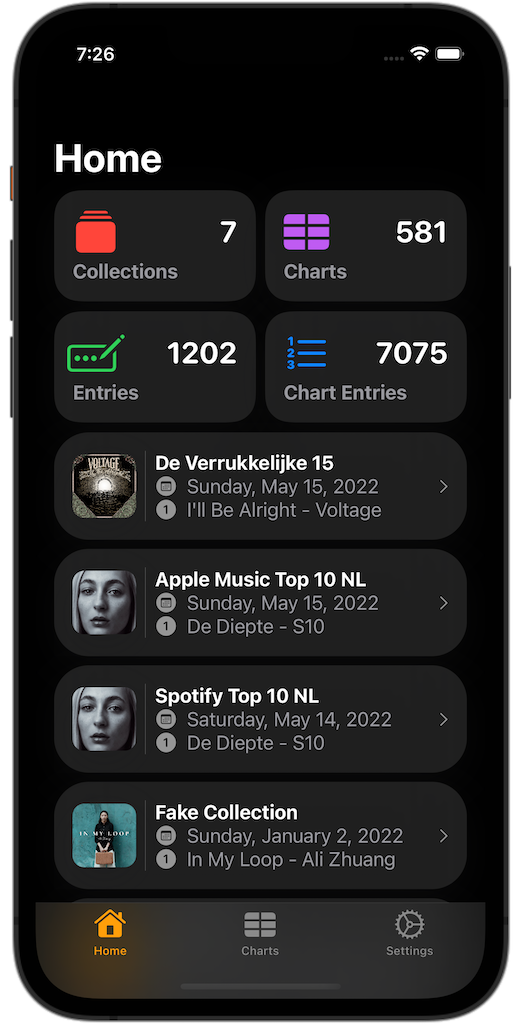 7:26
Home
7
Collections
581
Charts
1202
Entries
1
2
3
7075
Chart Entries
VOLTAGE
De Verrukkelijke 15
Sunday, May 15, 2022
1 I'll Be Alright - Voltage
Apple Music Top 10 NL
Sunday, May 15, 2022
1 De Diepte - S10
Spotify Top 10 NL
Saturday, May 14, 2022
1 De Diepte - S10
IN MY LOOP
Fake Collection
Sunday, January 2, 2022
1 In My Loop - Ali Zhuang
Home
Charts
Settings